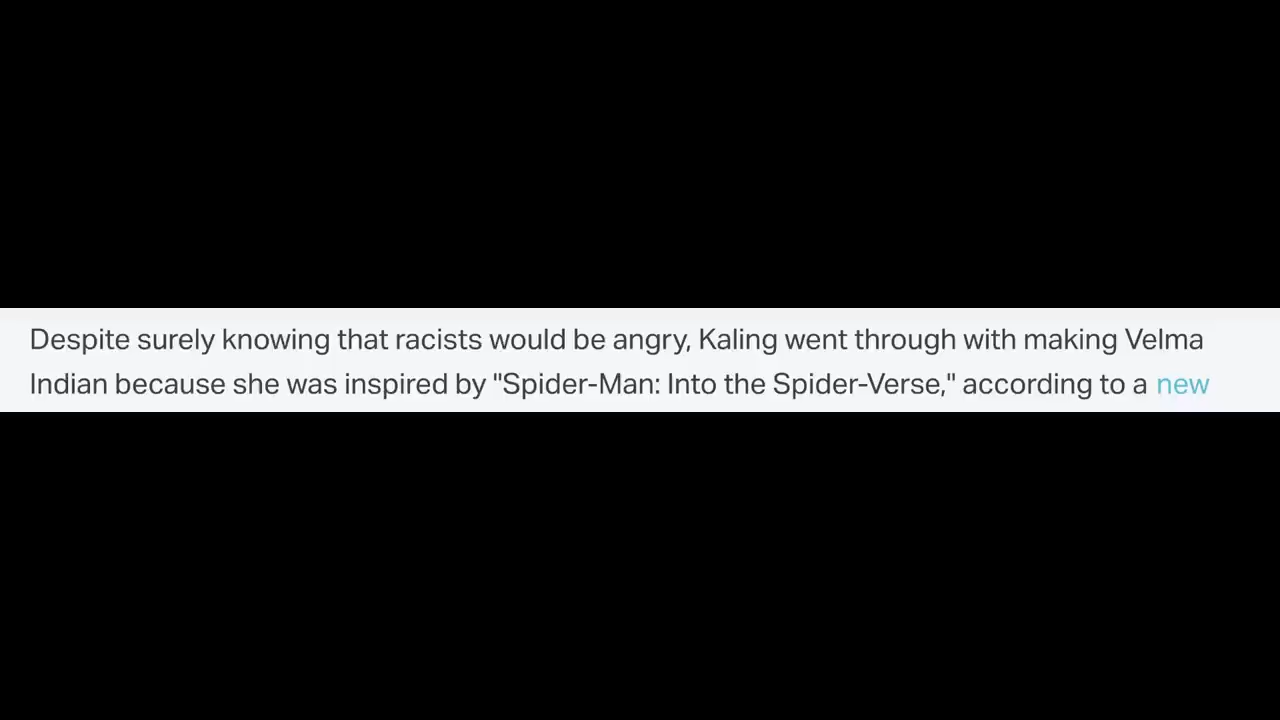 Despite surely knowing that racists would be angry, Kaling went through with making Velma
Indian because she was inspired by "Spider-Man: Into the Spider-Verse," according to a new